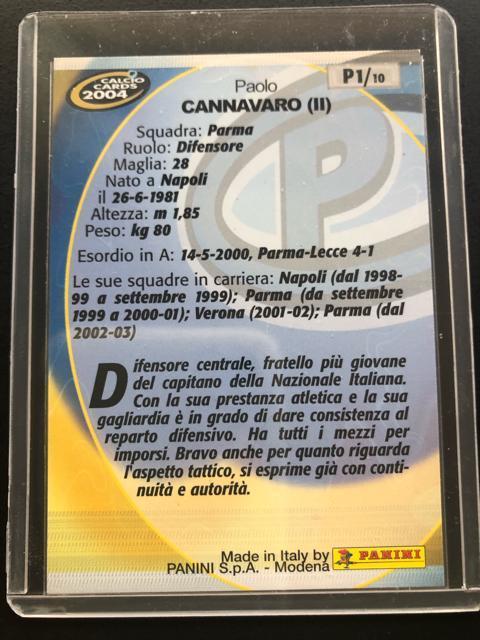 CALCIO
CARDS
2004
P1/10
Paolo
CANNAVARO (II)
Squadra: Parma
Ruolo: Difensore
Maglia: 28
Nato a Napoli
il 26-6-1981
Altezza: m 1,85
Peso: kg 80
Esordio in A: 14-5-2000, Parma-Lecce 4-1
Le sue squadre in carriera: Napoli (dal 1998-
99 a settembre 1999); Parma (da settembre
1999 a 2000-01); Verona (2001-02); Parma (dal
2002-03)
Difensore centrale, fratello più giovane
del capitano della Nazionale Italiana.
Con la sua prestanza atletica e la sua
gagliardia è in grado di dare consistenza al
reparto difensivo. Ha tutti i mezzi per
imporsi. Bravo anche per quanto riguarda
l'aspetto tattico, si esprime già con conti-
nuità e autorità.
Made in Italy by
PANINI S.p.A. - Modena
PANINI